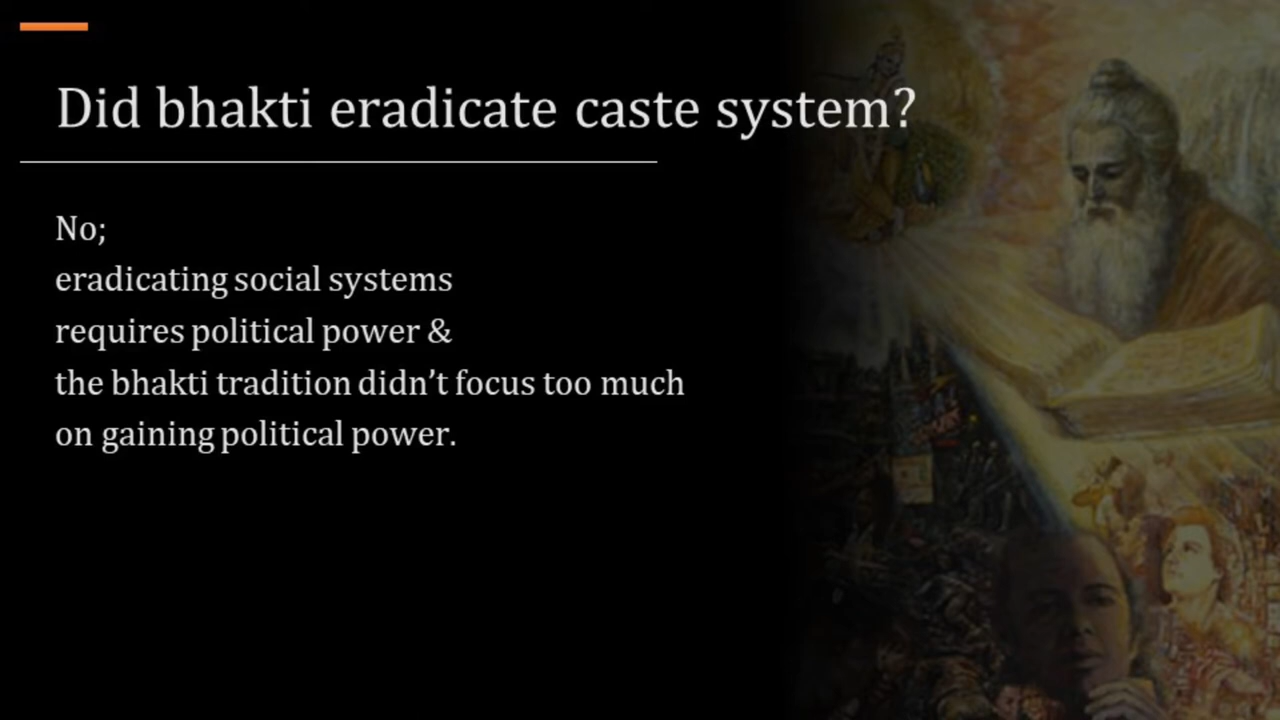 Did bhakti eradicate caste system?
No;
eradicating social systems
requires political power &
the bhakti tradition didn’t focus too much
on gaining political power.